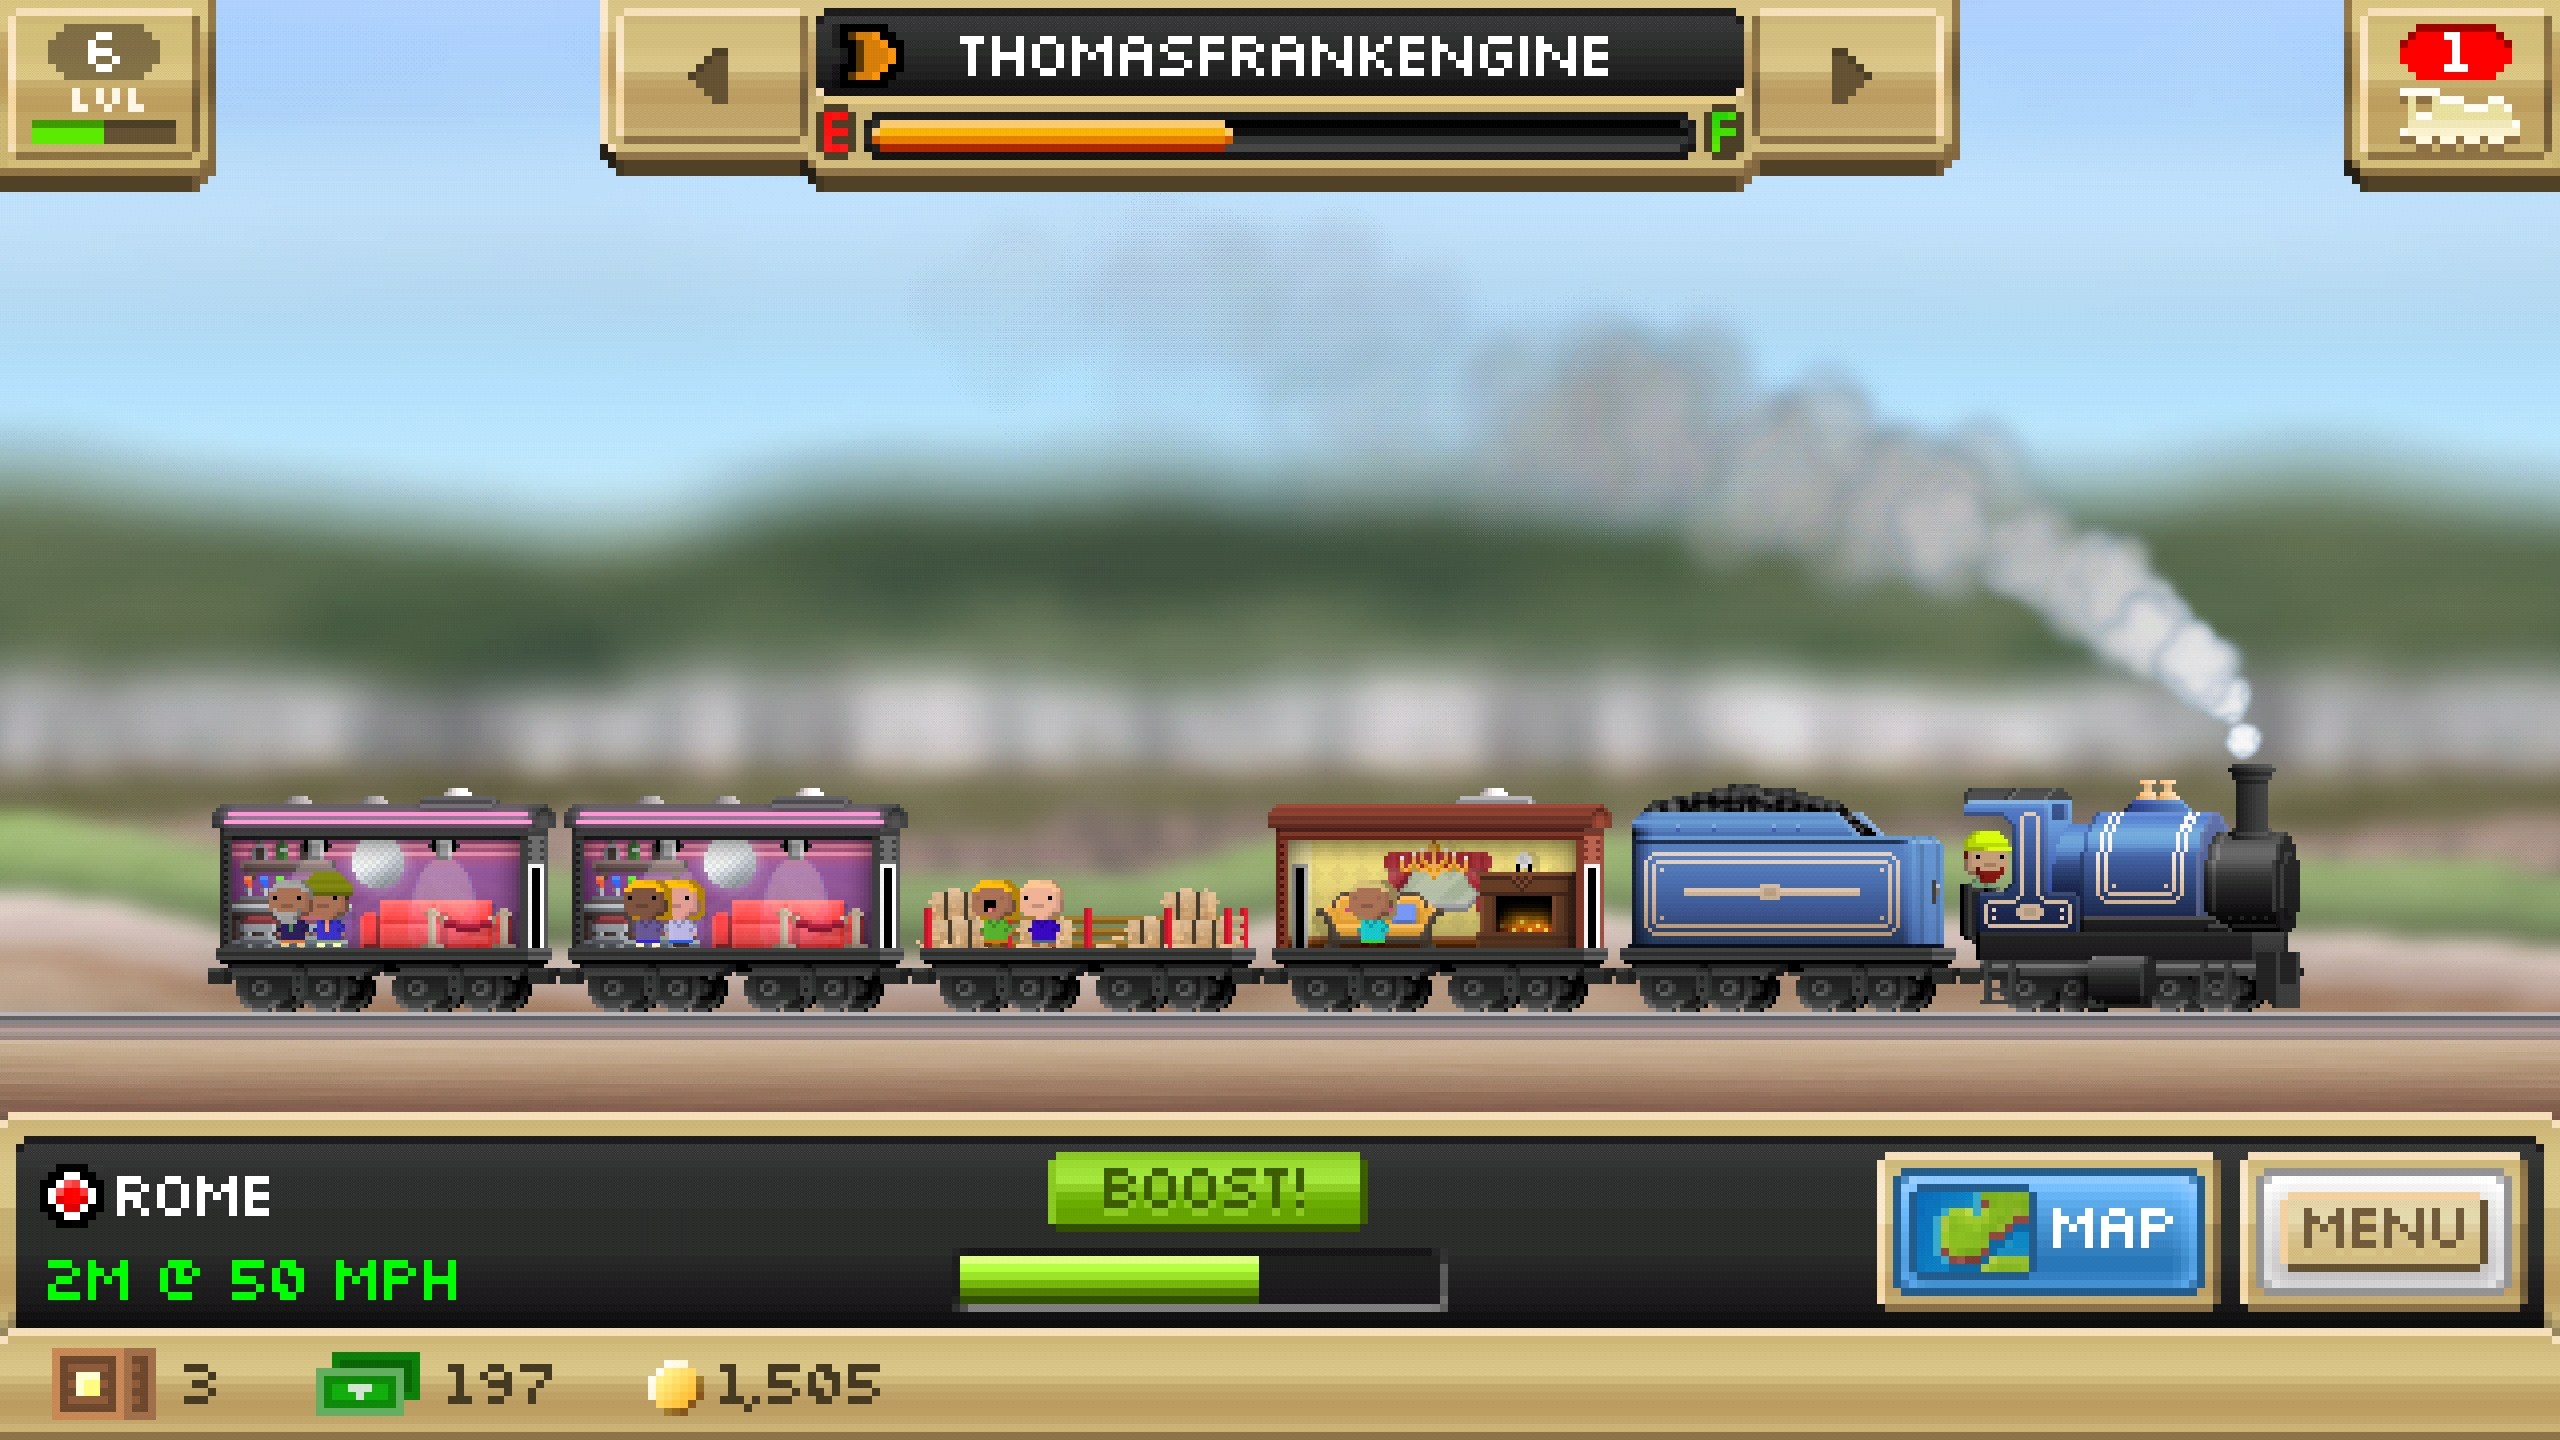 6
LVL
THOMASFRANKENGINE
E F
1
ROME
2M @ 50 MPH
BOOST!
MAP
MENU
3
197
1,505